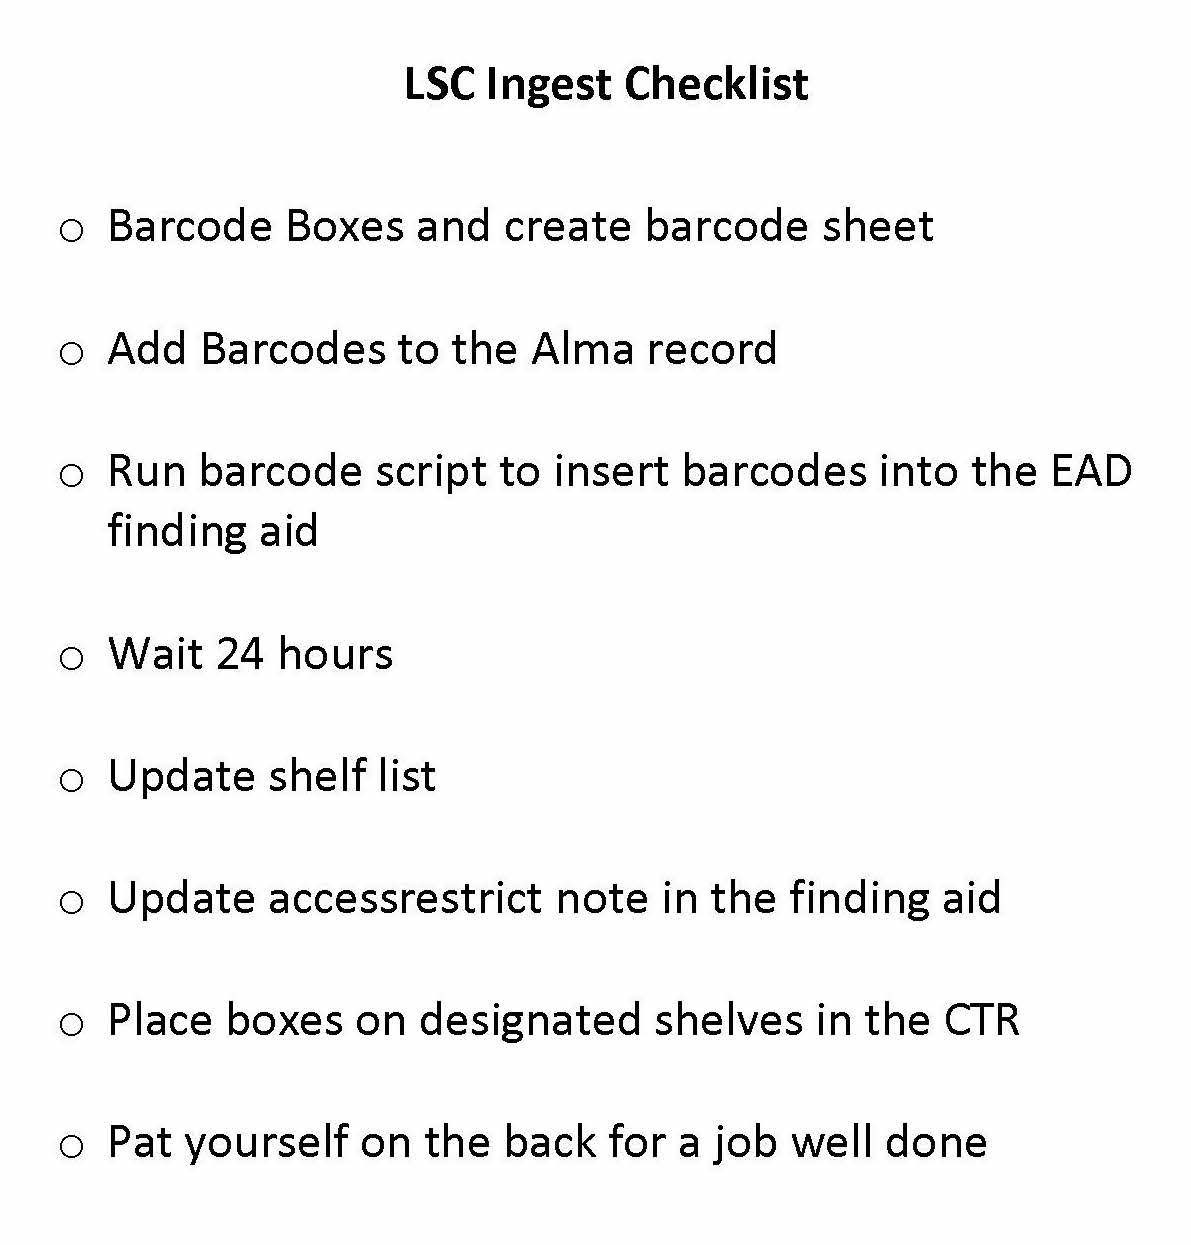 LSC Ingest Checklist
o Barcode Boxes and create barcode sheet
o Add Barcodes to the Alma record
o Run barcode script to insert barcodes into the EAD
finding aid
o Wait 24 hours
o Update shelf list
o Update accessrestrict note in the finding aid
o Place boxes on designated shelves in the CTR
o Pat yourself on the back for a job well done